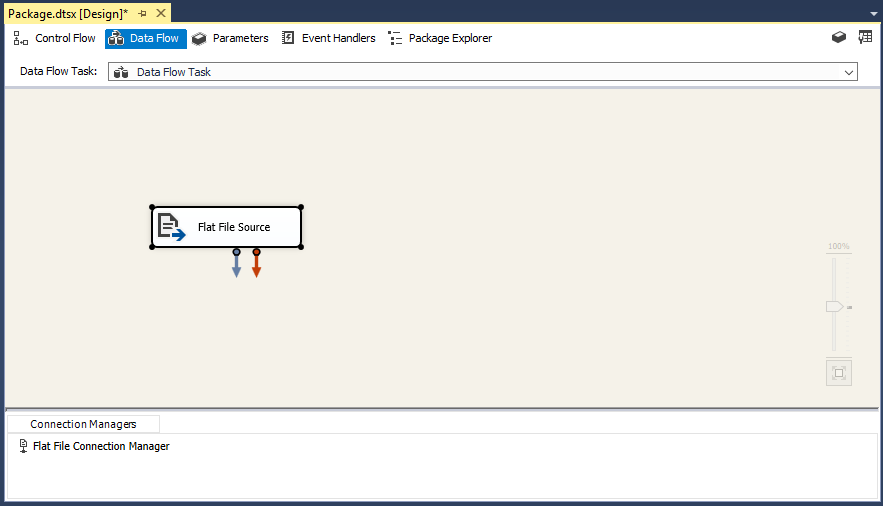 Package.dtsx [Design]*
Control Flow Data Flow Parameters Event Handlers Package Explorer
Data Flow Task: Data Flow Task
Flat File Source
100%
Connection Managers
Flat File Connection Manager